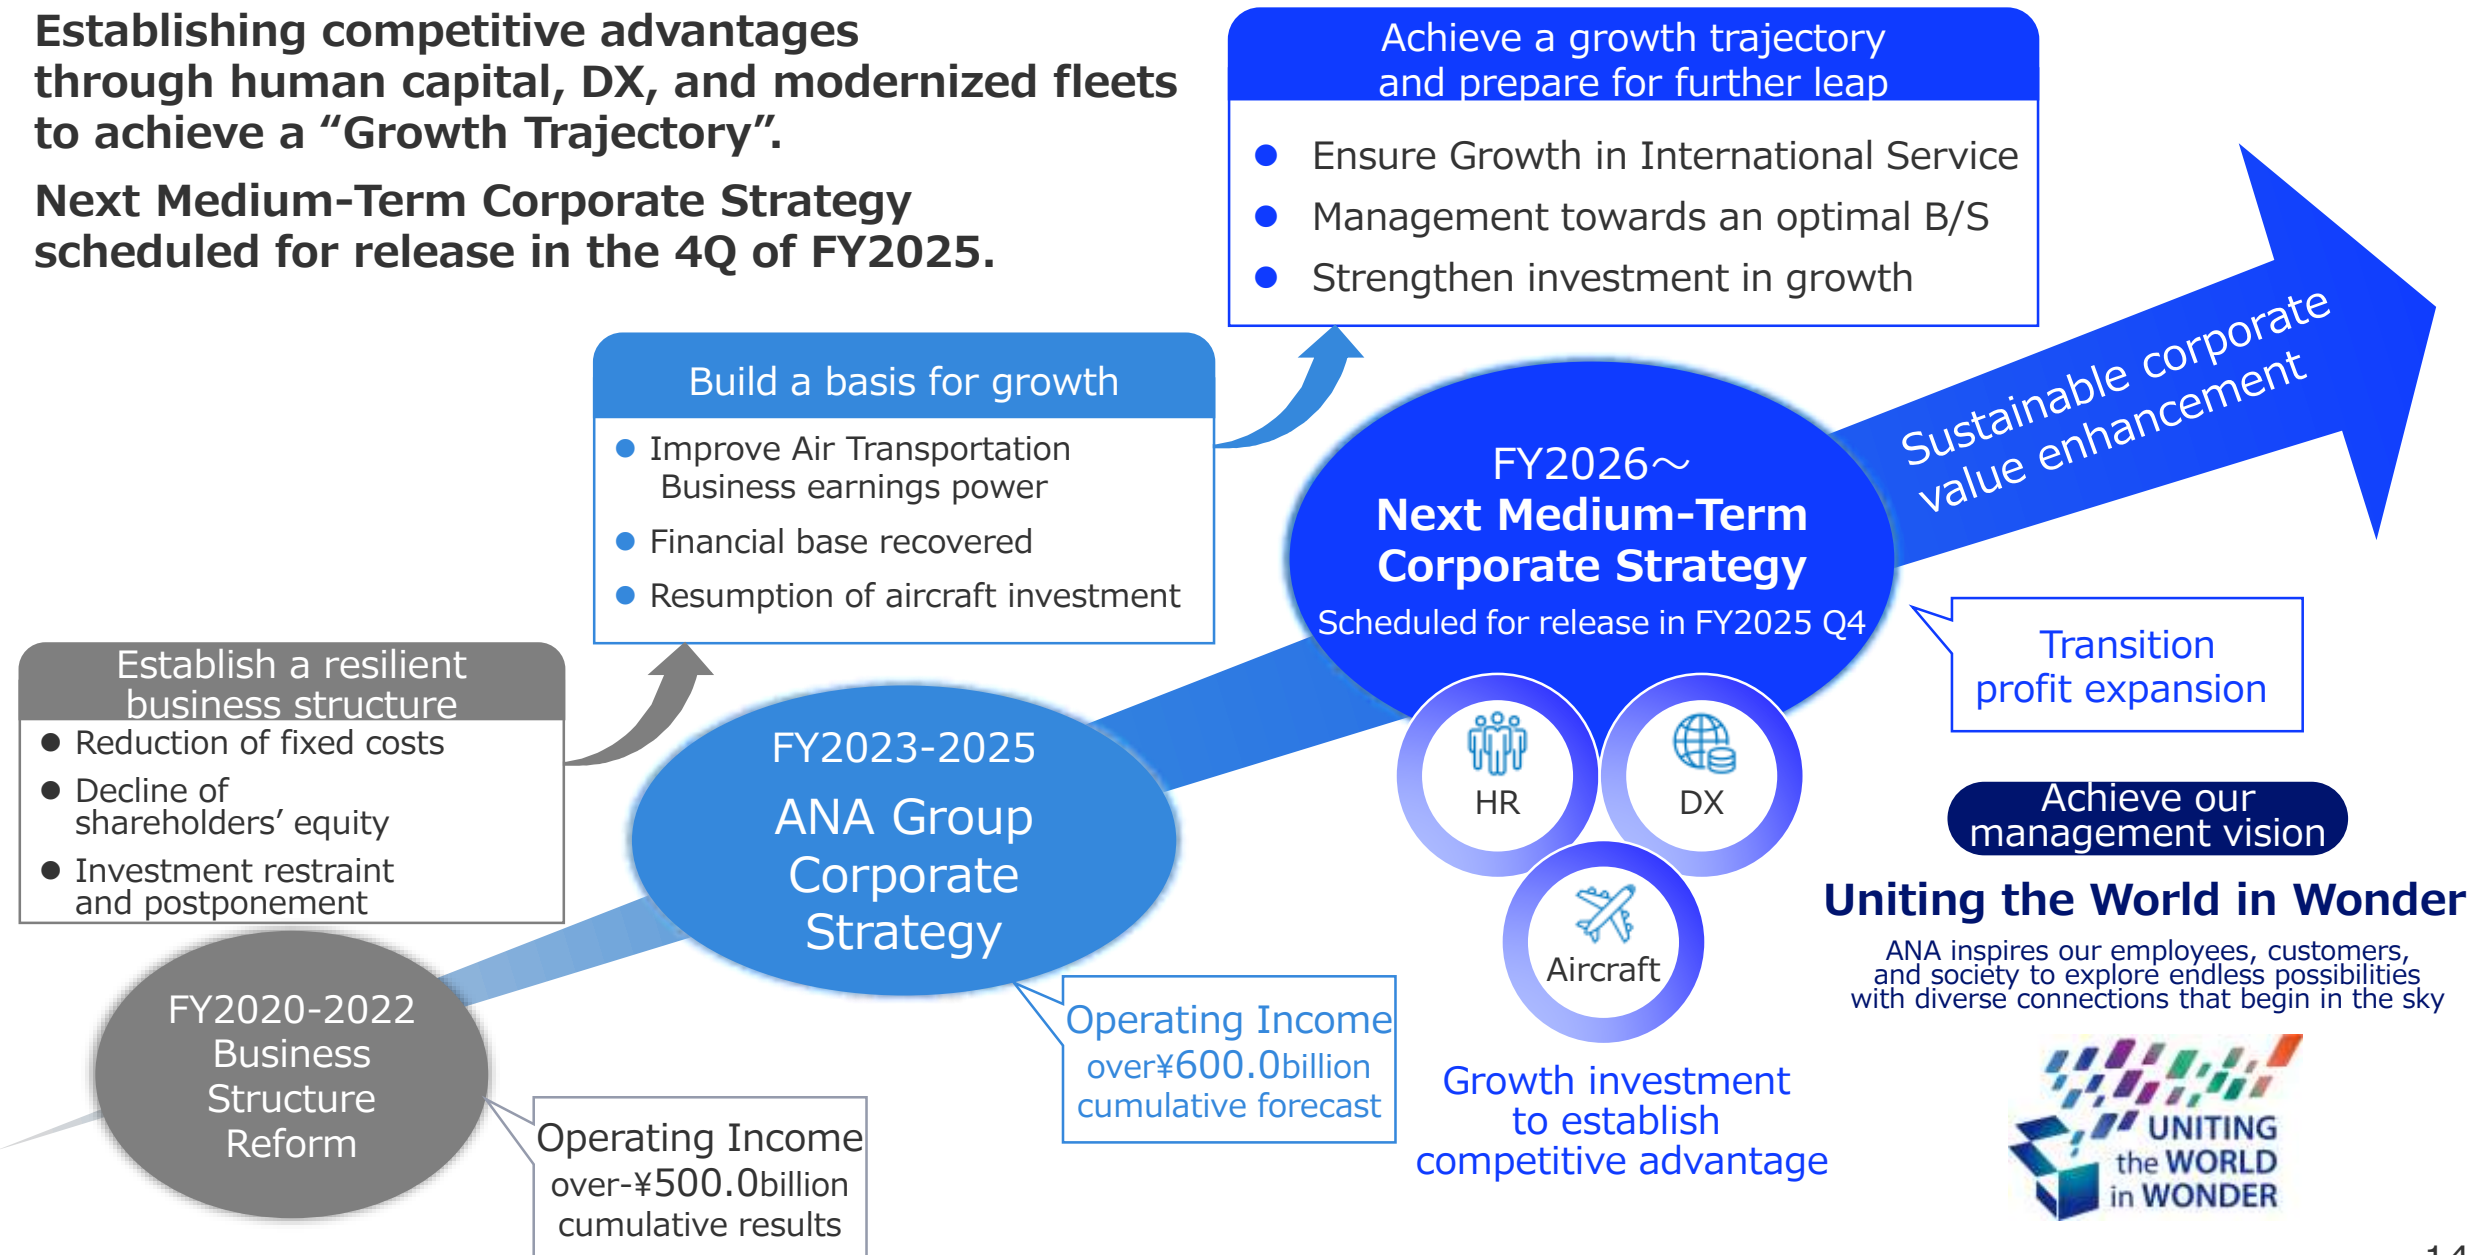 Establishing competitive advantages
through human capital, DX, and modernized fleets
to achieve a “Growth Trajectory”.
Next Medium-Term Corporate Strategy
scheduled for release in the 4Q of FY2025.
Achieve a growth trajectory
and prepare for further leap
● Ensure Growth in International Service
● Management towards an optimal B/S
● Strengthen investment in growth
Build a basis for growth
● Improve Air Transportation
Business earnings power
● Financial base recovered
● Resumption of aircraft investment
Establish a resilient
business structure
● Reduction of fixed costs
● Decline of
shareholders’ equity
● Investment restraint
and postponement
FY2020-2022
Business
Structure
Reform
Operating Income
over-¥500.0billion
cumulative results
FY2023-2025
ANA Group
Corporate
Strategy
Operating Income
over¥600.0billion
cumulative forecast
FY2026～
Next Medium-Term
Corporate Strategy
Scheduled for release in FY2025 Q4
HR
DX
Aircraft
Growth investment
to establish
competitive advantage
Sustainable corporate
value enhancement
Transition
profit expansion
Achieve our
management vision
Uniting the World in Wonder
ANA inspires our employees, customers,
and society to explore endless possibilities
with diverse connections that begin in the sky
UNITING
the WORLD
in WONDER